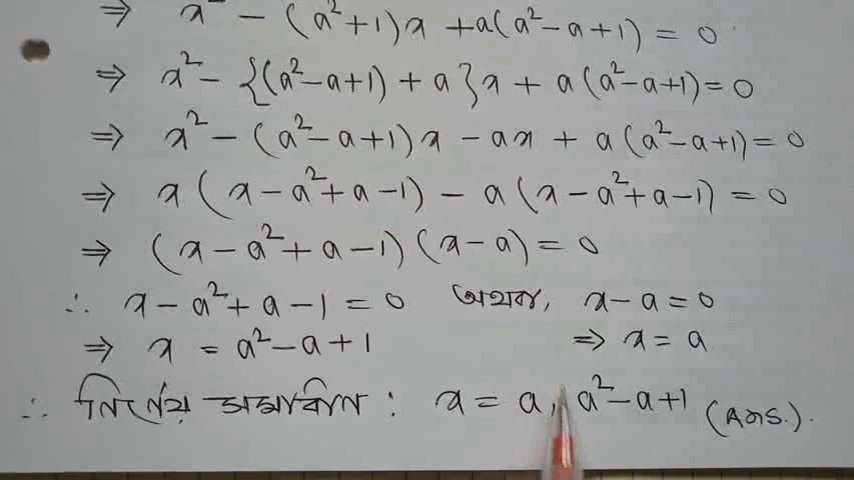 ⇒ x² - (a²+1)x + a(a²-a+1) = 0
⇒ x² - {(a²-a+1) + a}x + a(a²-a+1) = 0
⇒ x² - (a²-a+1)x - ax + a(a²-a+1) = 0
⇒ x(x-a²+a-1) - a(x-a²+a-1) = 0
⇒ (x-a²+a-1)(x-a) = 0
∴ x-a²+a-1 = 0 অথবা, x-a = 0
⇒ x = a²-a+1 ⇒ x = a
∴ নির্ণেয় সমাধান : x = a, a²-a+1 (Ans.).